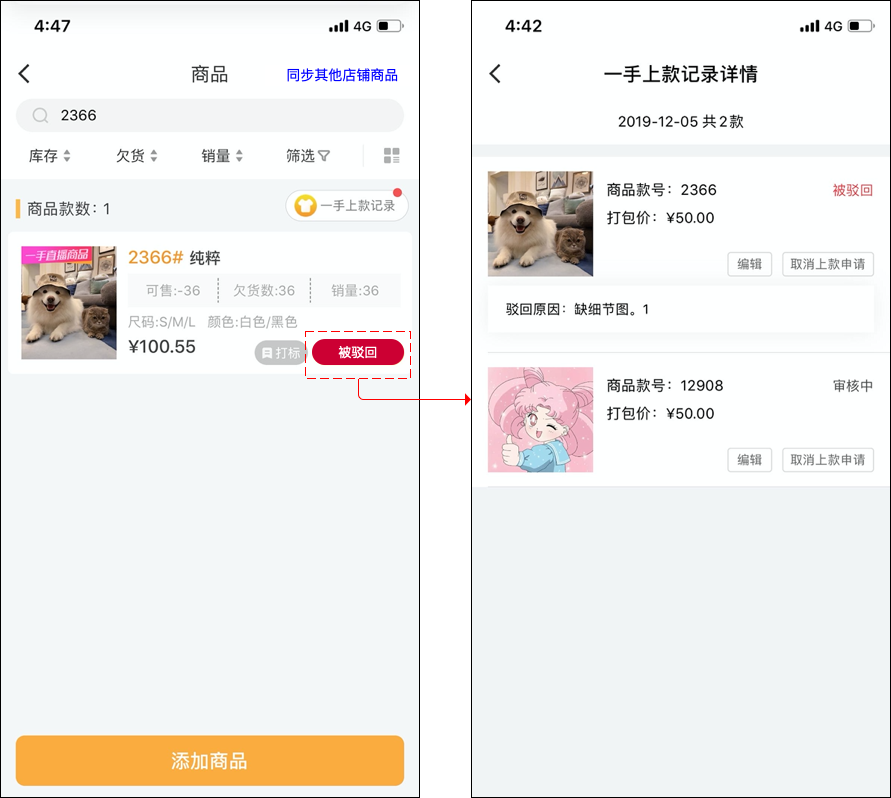 4:47
4G
商品
同步其他店铺商品
2366
库存
欠货
销量
筛选
商品款数：1
一手上款记录
一手直播商品
2366# 纯粹
可售:-36
欠货数:36
销量:36
尺码:S/M/L 颜色:白色/黑色
¥100.55
打标
被驳回
添加商品
4:42
4G
一手上款记录详情
2019-12-05 共2款
商品款号：2366
被驳回
打包价：¥50.00
编辑
取消上款申请
驳回原因：缺细节图。1
商品款号：12908
审核中
打包价：¥50.00
编辑
取消上款申请